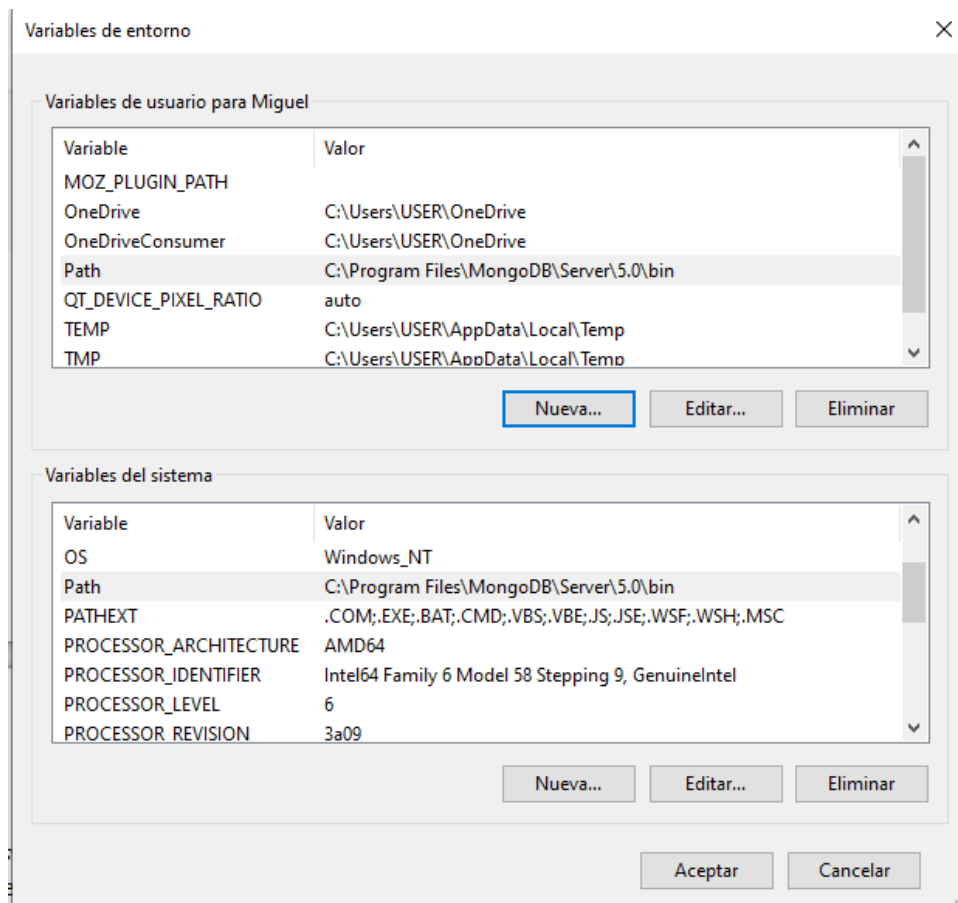 Variables de entorno
Variables de usuario para Miguel
Variable Valor
MOZ_PLUGIN_PATH
OneDrive C:\Users\USER\OneDrive
OneDriveConsumer C:\Users\USER\OneDrive
Path C:\Program Files\MongoDB\Server\5.0\bin
QT_DEVICE_PIXEL_RATIO auto
TEMP C:\Users\USER\AppData\Local\Temp
TMP C:\Users\USER\AppData\Local\Temp
Nueva... Editar... Eliminar
Variables del sistema
Variable Valor
OS Windows_NT
Path C:\Program Files\MongoDB\Server\5.0\bin
PATHEXT .COM;.EXE;.BAT;.CMD;.VBS;.VBE;.JS;.JSE;.WSF;.WSH;.MSC
PROCESSOR_ARCHITECTURE AMD64
PROCESSOR_IDENTIFIER Intel64 Family 6 Model 58 Stepping 9, GenuineIntel
PROCESSOR_LEVEL 6
PROCESSOR_REVISION 3a09
Nueva... Editar... Eliminar
Aceptar Cancelar